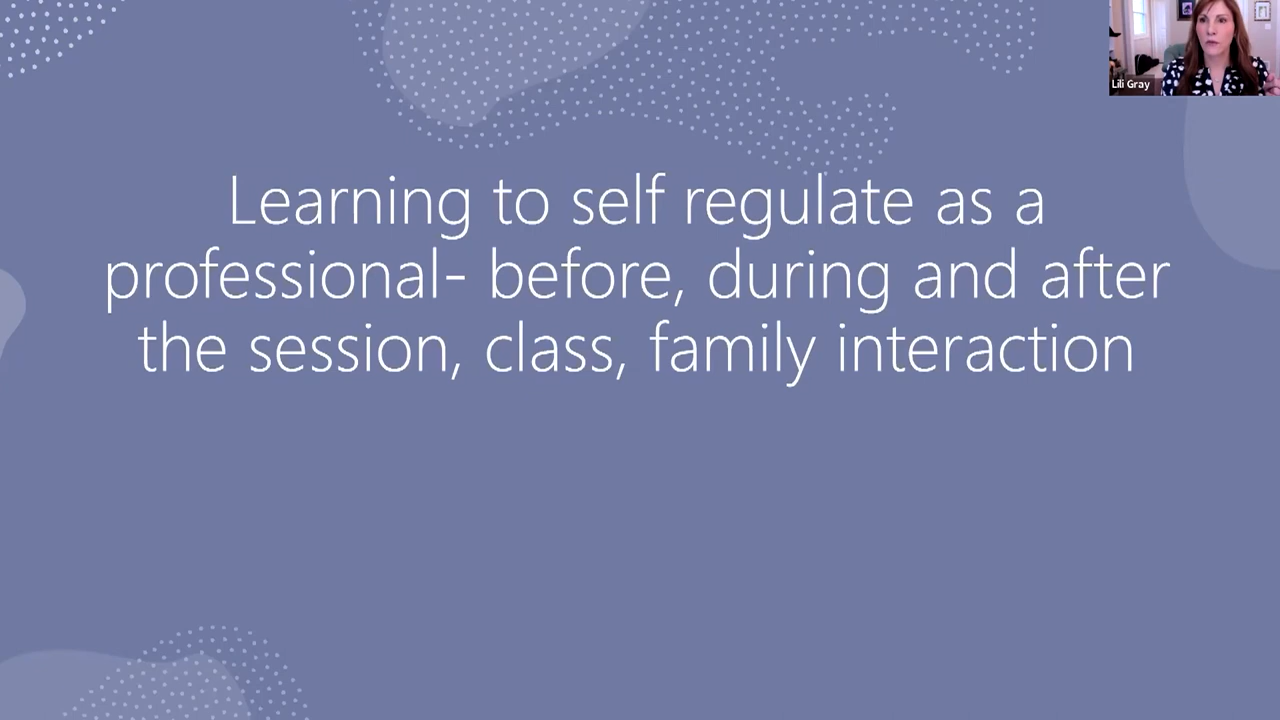 Lili Gray
Learning to self regulate as a
professional- before, during and after
the session, class, family interaction